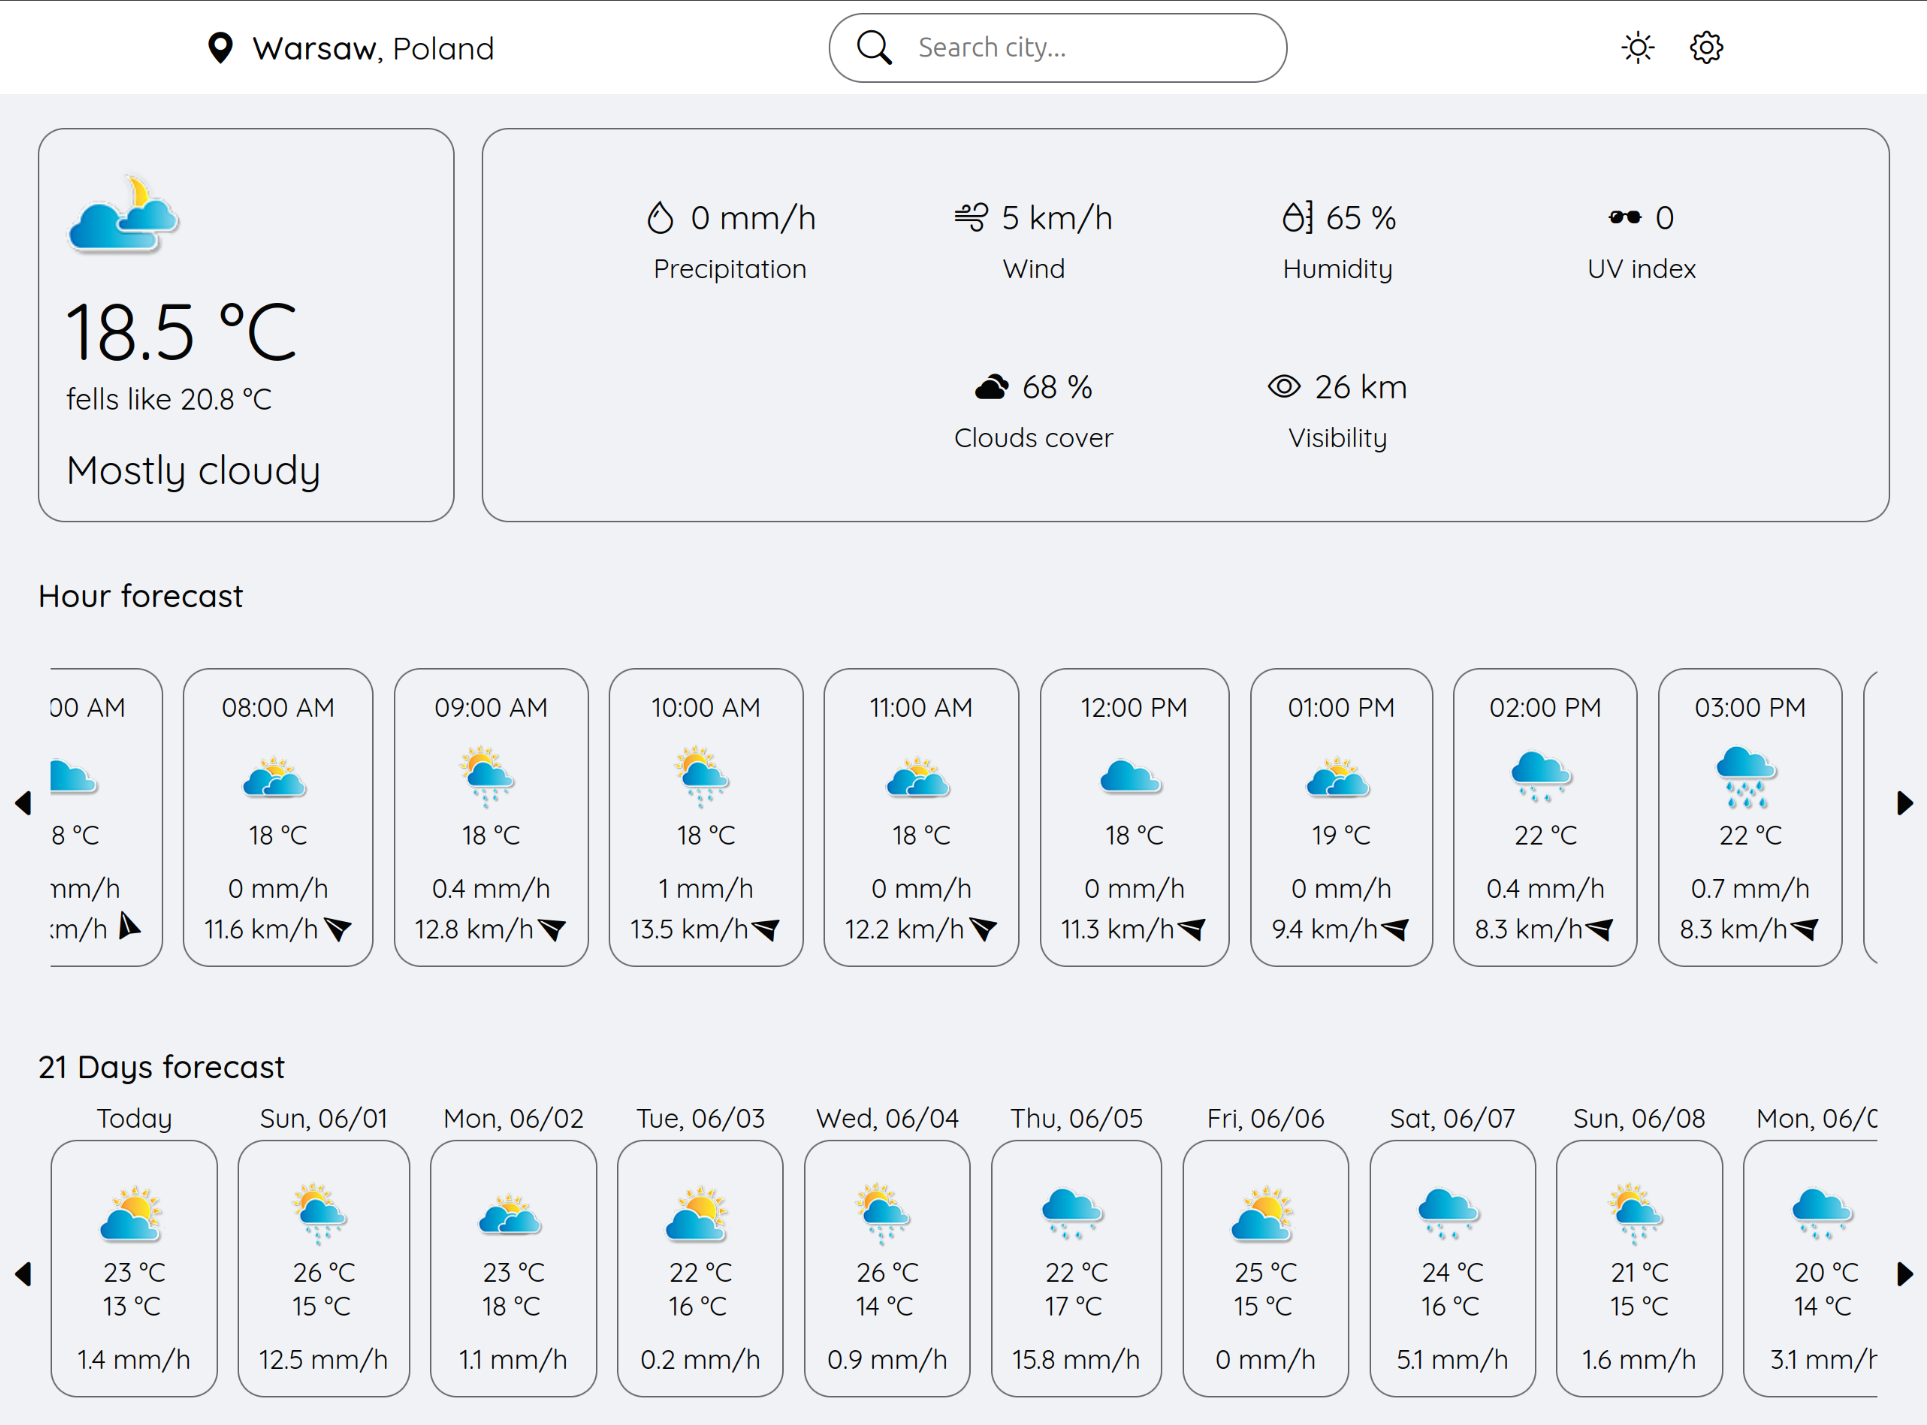 Warsaw, Poland
Search city...
18.5 °C
fells like 20.8 °C
Mostly cloudy
0 mm/h
Precipitation
5 km/h
Wind
65 %
Humidity
0
UV index
68 %
Clouds cover
26 km
Visibility
Hour forecast
00 AM 08:00 AM 09:00 AM 10:00 AM 11:00 AM 12:00 PM 01:00 PM 02:00 PM 03:00 PM
8 °C 18 °C 18 °C 18 °C 18 °C 18 °C 19 °C 22 °C 22 °C
mm/h 0 mm/h 0.4 mm/h 1 mm/h 0 mm/h 0 mm/h 0 mm/h 0.4 mm/h 0.7 mm/h
km/h 11.6 km/h 12.8 km/h 13.5 km/h 12.2 km/h 11.3 km/h 9.4 km/h 8.3 km/h 8.3 km/h
21 Days forecast
Today Sun, 06/01 Mon, 06/02 Tue, 06/03 Wed, 06/04 Thu, 06/05 Fri, 06/06 Sat, 06/07 Sun, 06/08 Mon, 06/0
23 °C 26 °C 23 °C 22 °C 26 °C 22 °C 25 °C 24 °C 21 °C 20 °C
13 °C 15 °C 18 °C 16 °C 14 °C 17 °C 15 °C 16 °C 15 °C 14 °C
1.4 mm/h 12.5 mm/h 1.1 mm/h 0.2 mm/h 0.9 mm/h 15.8 mm/h 0 mm/h 5.1 mm/h 1.6 mm/h 3.1 mm/h